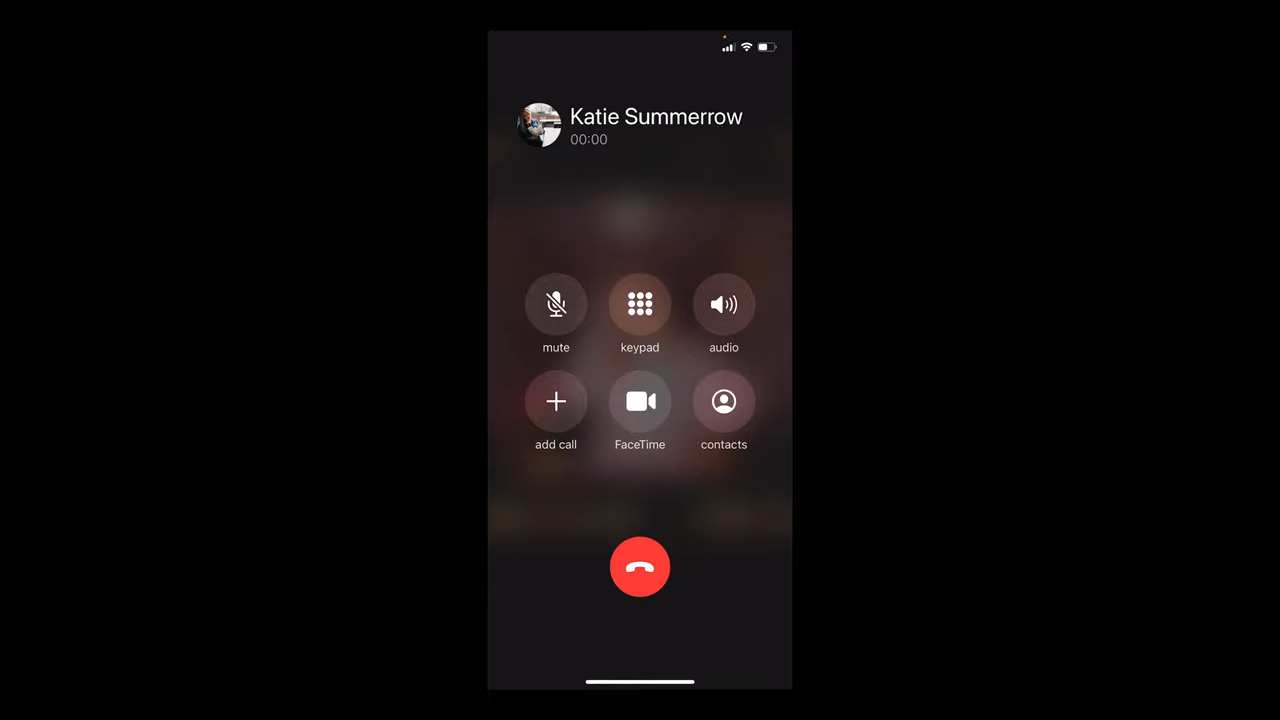 Katie Summerrow
00:00
mute
keypad
audio
add call
FaceTime
contacts